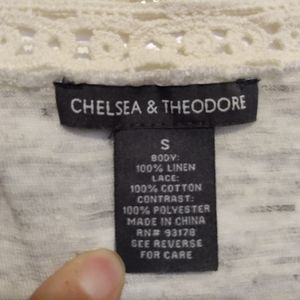 CHELSEA & THEODORE
S
BODY:
100% LINEN
LACE:
100% COTTON
CONTRAST:
100% POLYESTER
MADE IN CHINA
RN# 93178
SEE REVERSE
FOR CARE